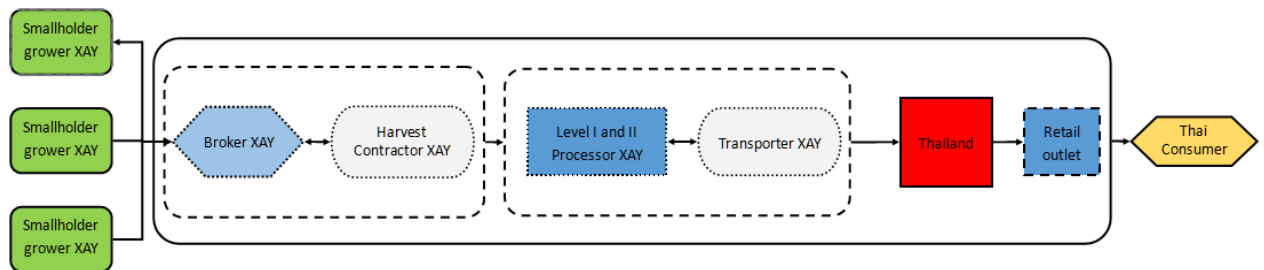 Smallholder
grower XAY
Smallholder
grower XAY
Smallholder
grower XAY
Broker XAY
Harvest
Contractor XAY
Level I and II
Processor XAY
Transporter XAY
Thailand
Retail
outlet
Thai
Consumer